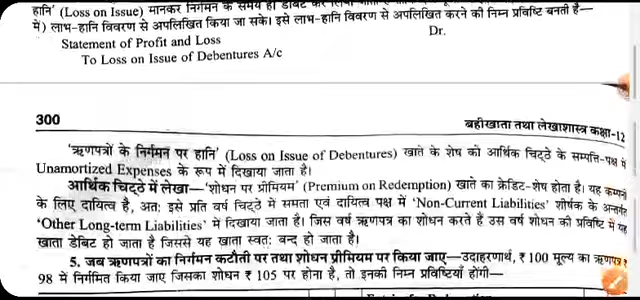 हानि' (Loss on Issue) मानकर निर्गमन के समय ही डेबिट कर
में) लाभ-हानि विवरण से अपलिखित किया जा सके। इसे लाभ-हानि विवरण से अपलिखित करने की निम्न प्रविष्टि बनती है—
Statement of Profit and Loss Dr.
To Loss on Issue of Debentures A/c
300 बहीखाता तथा लेखाशास्त्र कक्षा-12
'ऋणपत्रों के निर्गमन पर हानि' (Loss on Issue of Debentures) खाते के शेष को आर्थिक चिट्ठे के सम्पत्ति-पक्ष में
Unamortized Expenses के रूप में दिखाया जाता है।
आर्थिक चिट्ठे में लेखा—'शोधन पर प्रीमियम' (Premium on Redemption) खाते का क्रेडिट-शेष होता है। यह कम्पनी
के लिए दायित्व है, अतः इसे प्रति वर्ष चिट्ठे में समता एवं दायित्व पक्ष में 'Non-Current Liabilities' शीर्षक के अन्तर्गत
'Other Long-term Liabilities' में दिखाया जाता है। जिस वर्ष ऋणपत्र का शोधन करते हैं उस वर्ष शोधन की प्रविष्टि में यह
खाता डेबिट हो जाता है जिससे यह खाता स्वतः बन्द हो जाता है।
5. जब ऋणपत्रों का निर्गमन कटौती पर तथा शोधन प्रीमियम पर किया जाए—उदाहरणार्थ, ₹ 100 मूल्य का ऋणपत्र ₹
98 में निर्गमित किया जाए जिसका शोधन ₹ 105 पर होना है, तो इनकी निम्न प्रविष्टियाँ होंगी—